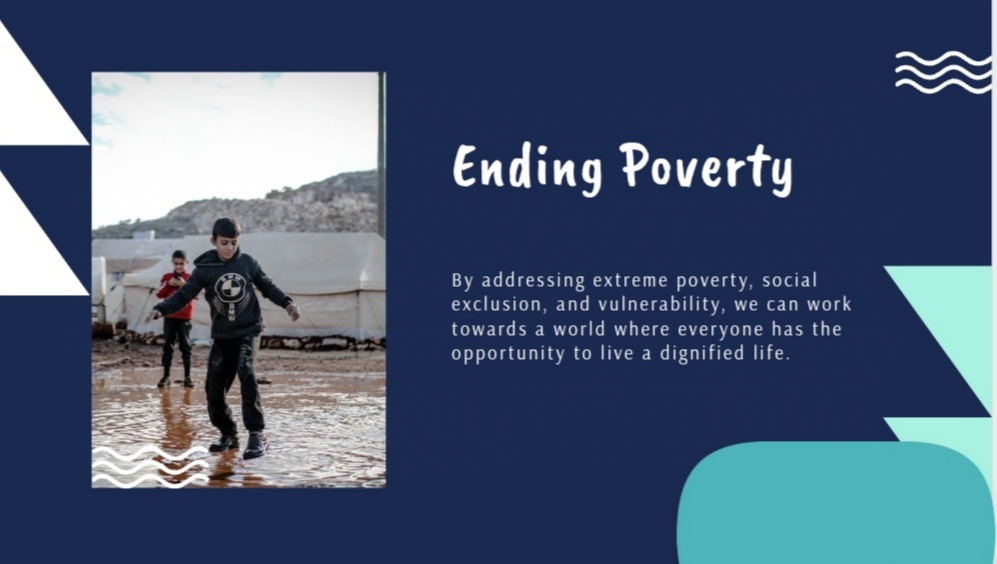 Ending Poverty
By addressing extreme poverty, social
exclusion, and vulnerability, we can work
towards a world where everyone has the
opportunity to live a dignified life.
BMW
B
M
W